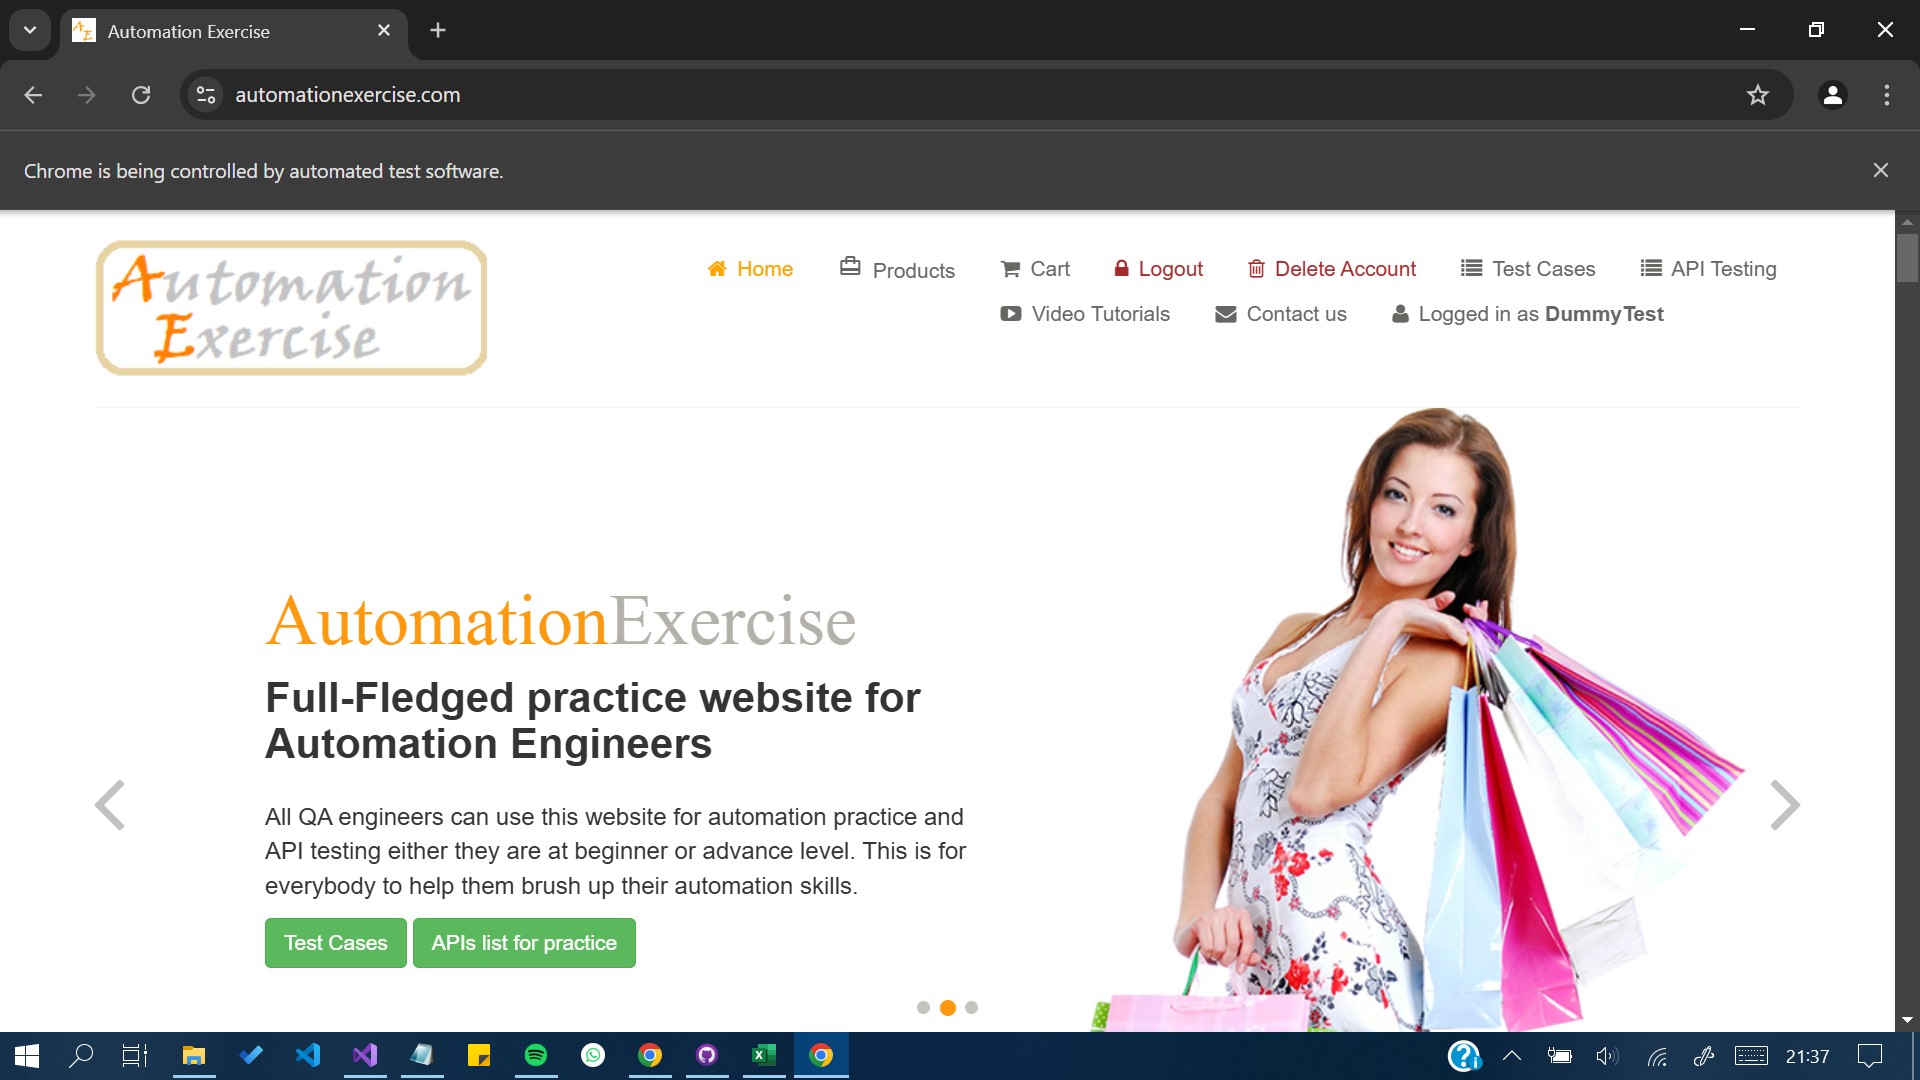 Automation Exercise
automationexercise.com
Chrome is being controlled by automated test software.
Automation
Exercise
Home Products Cart Logout Delete Account Test Cases API Testing
Video Tutorials Contact us Logged in as DummyTest
AutomationExercise
Full-Fledged practice website for
Automation Engineers
All QA engineers can use this website for automation practice and
API testing either they are at beginner or advance level. This is for
everybody to help them brush up their automation skills.
Test Cases APIs list for practice
21:37